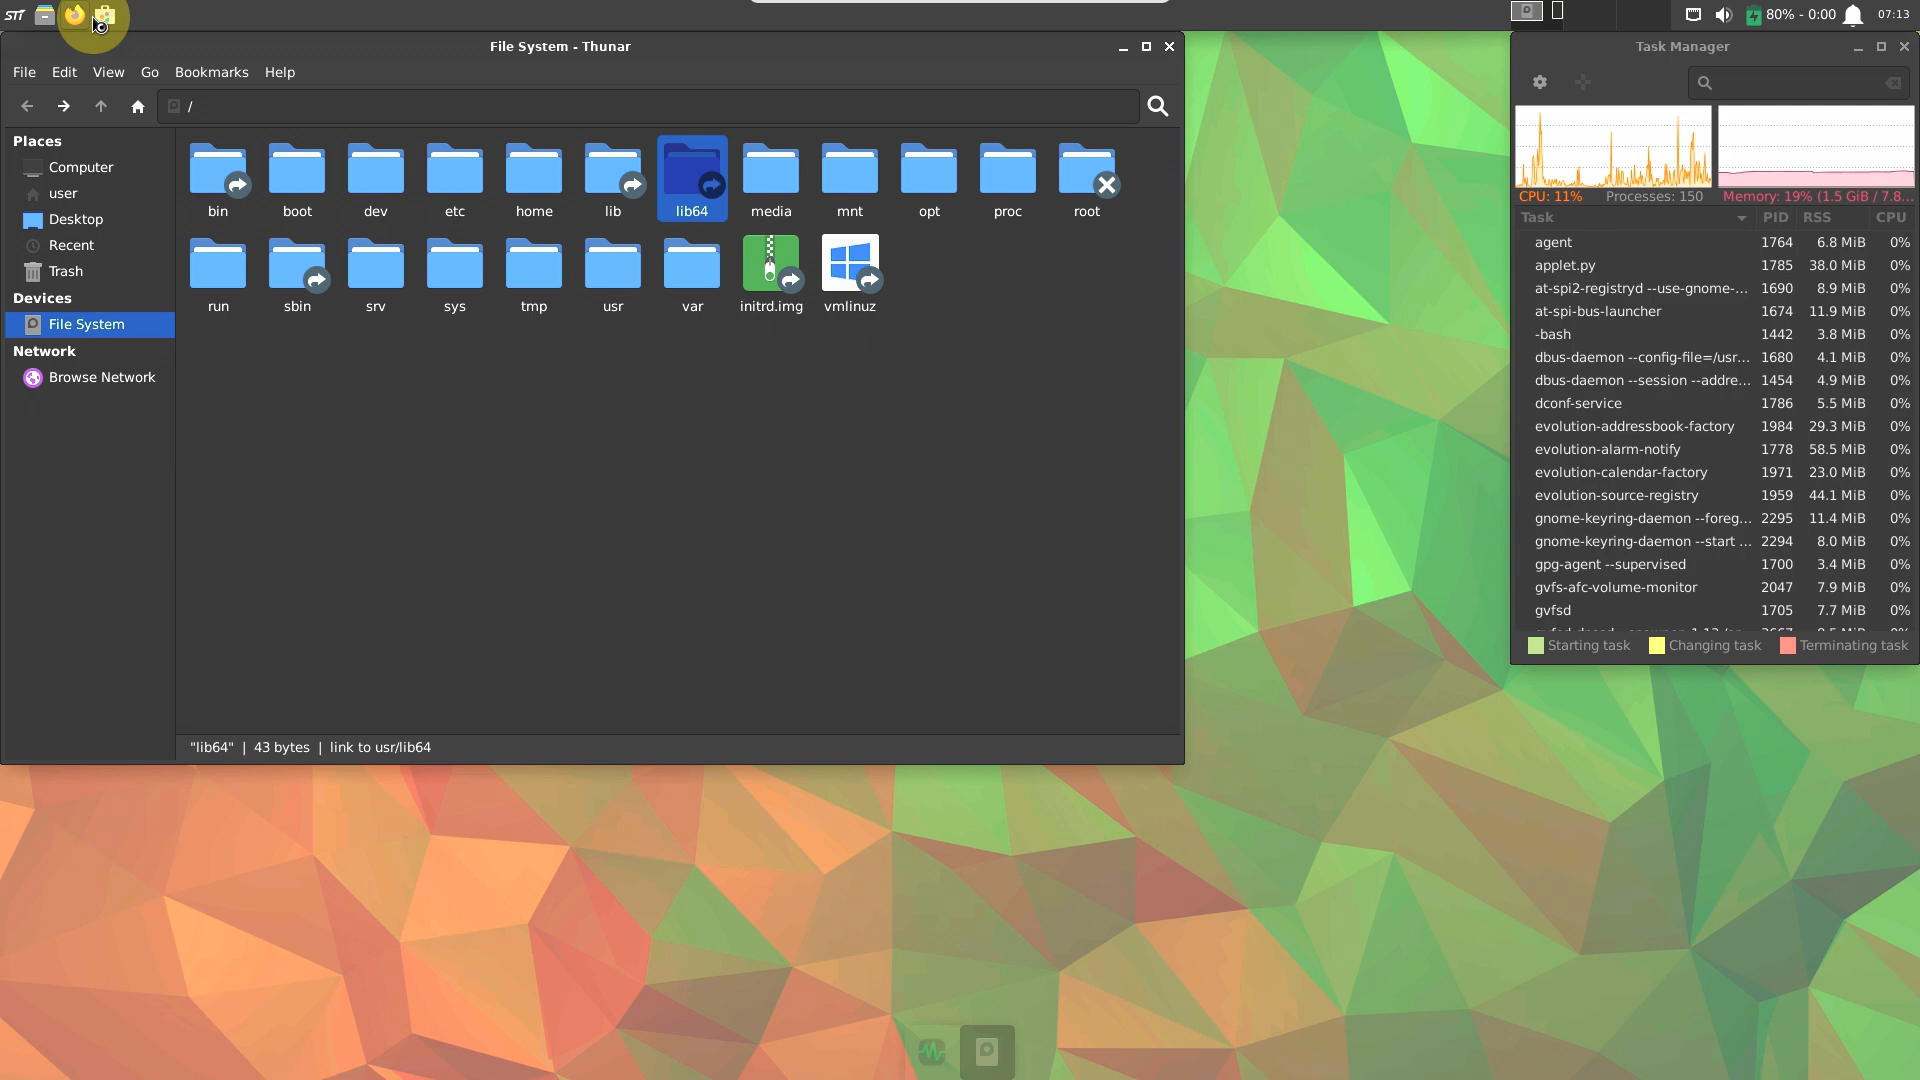 80% - 0:00
07:13
File System - Thunar
File Edit View Go Bookmarks Help
/
Places
Computer
user
Desktop
Recent
Trash
Devices
File System
Network
Browse Network
bin boot dev etc home lib lib64 media mnt opt proc root
run sbin srv sys tmp usr var initrd.img vmlinuz
"lib64" | 43 bytes | link to usr/lib64
Task Manager
CPU: 11% Processes: 150 Memory: 19% (1.5 GiB / 7.8...
Task PID RSS CPU
agent 1764 6.8 MiB 0%
applet.py 1785 38.0 MiB 0%
at-spi2-registryd --use-gnome-... 1690 8.9 MiB 0%
at-spi-bus-launcher 1674 11.9 MiB 0%
-bash 1442 3.8 MiB 0%
dbus-daemon --config-file=/usr... 1680 4.1 MiB 0%
dbus-daemon --session --addre... 1454 4.9 MiB 0%
dconf-service 1786 5.5 MiB 0%
evolution-addressbook-factory 1984 29.3 MiB 0%
evolution-alarm-notify 1778 58.5 MiB 0%
evolution-calendar-factory 1971 23.0 MiB 0%
evolution-source-registry 1959 44.1 MiB 0%
gnome-keyring-daemon --foreg... 2295 11.4 MiB 0%
gnome-keyring-daemon --start ... 2294 8.0 MiB 0%
gpg-agent --supervised 1700 3.4 MiB 0%
gvfs-afc-volume-monitor 2047 7.9 MiB 0%
gvfsd 1705 7.7 MiB 0%
Starting task Changing task Terminating task